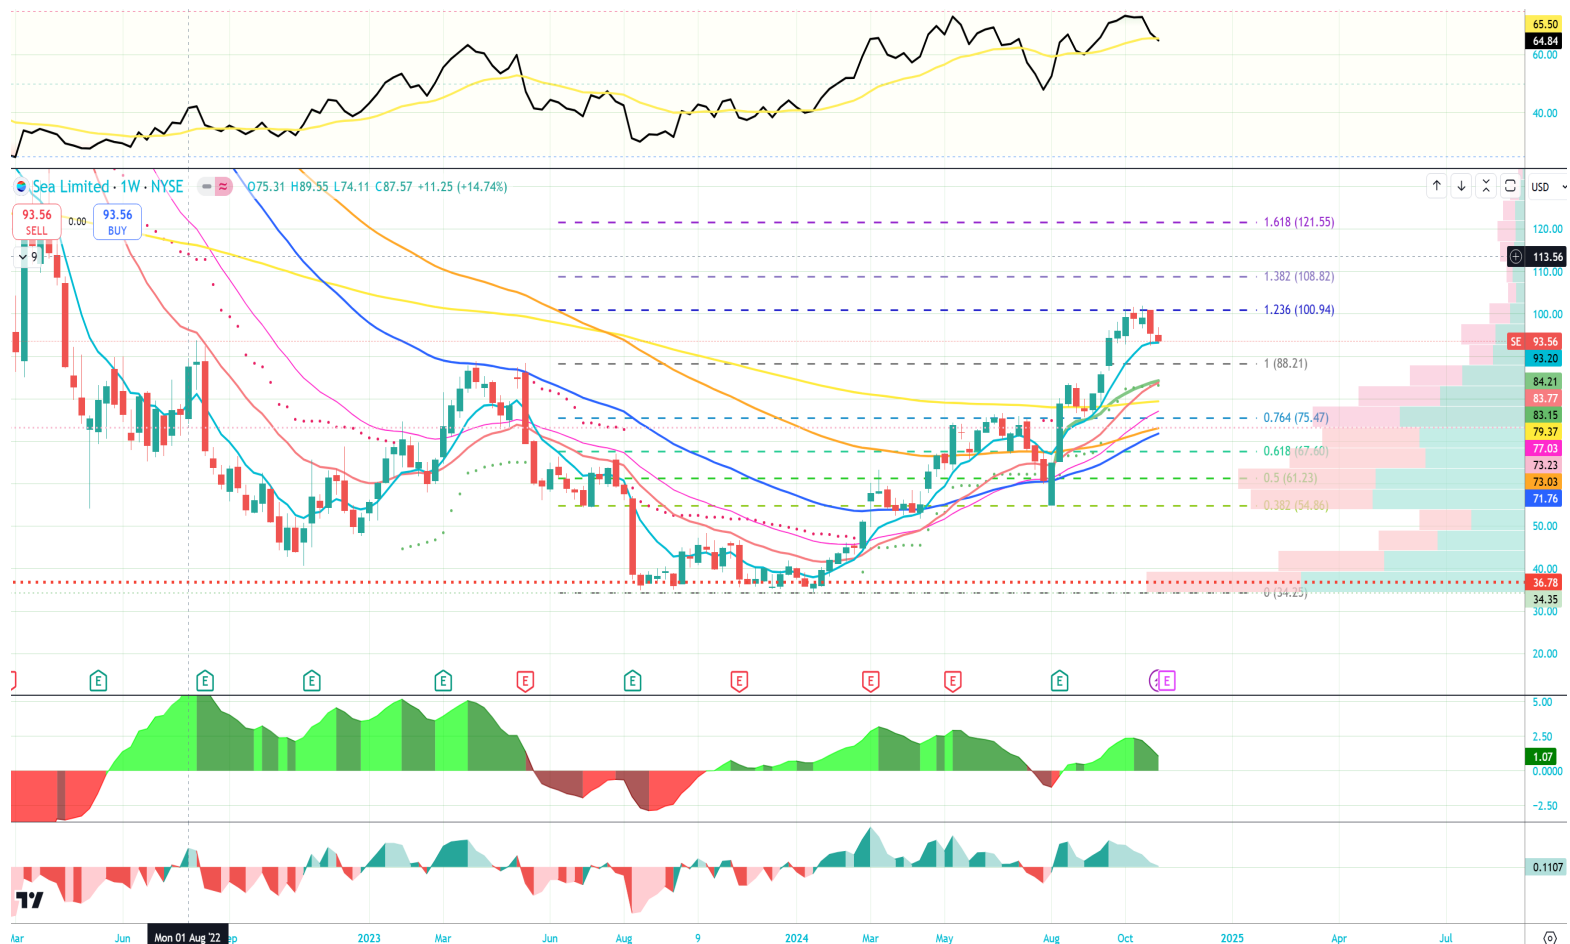 65.50
64.84
60.00
40.00
Sea Limited · 1W · NYSE
O75.31 H89.55 L74.11 C87.57 +11.25 (+14.74%)
USD
93.56
SELL
0.00
93.56
BUY
9
1.618 (121.55)
120.00
113.56
1.382 (108.82)
110.00
1.236 (100.94)
100.00
SE 93.56
93.20
1 (88.21)
84.21
83.77
83.15
0.764 (75.47)
79.37
77.03
0.618 (67.60)
73.23
0.5 (61.23)
73.03
71.76
0.382 (54.86)
50.00
40.00
36.78
0 (34.25)
34.35
30.00
20.00
E
E
E
E
E
E
E
E
E
E
E
5.00
2.50
1.07
0.0000
−2.50
0.1107
Mar
Jun
Mon 01 Aug '22
ep
2023
Mar
Jun
Aug
9
2024
Mar
May
Aug
Oct
2025
Apr
Jul